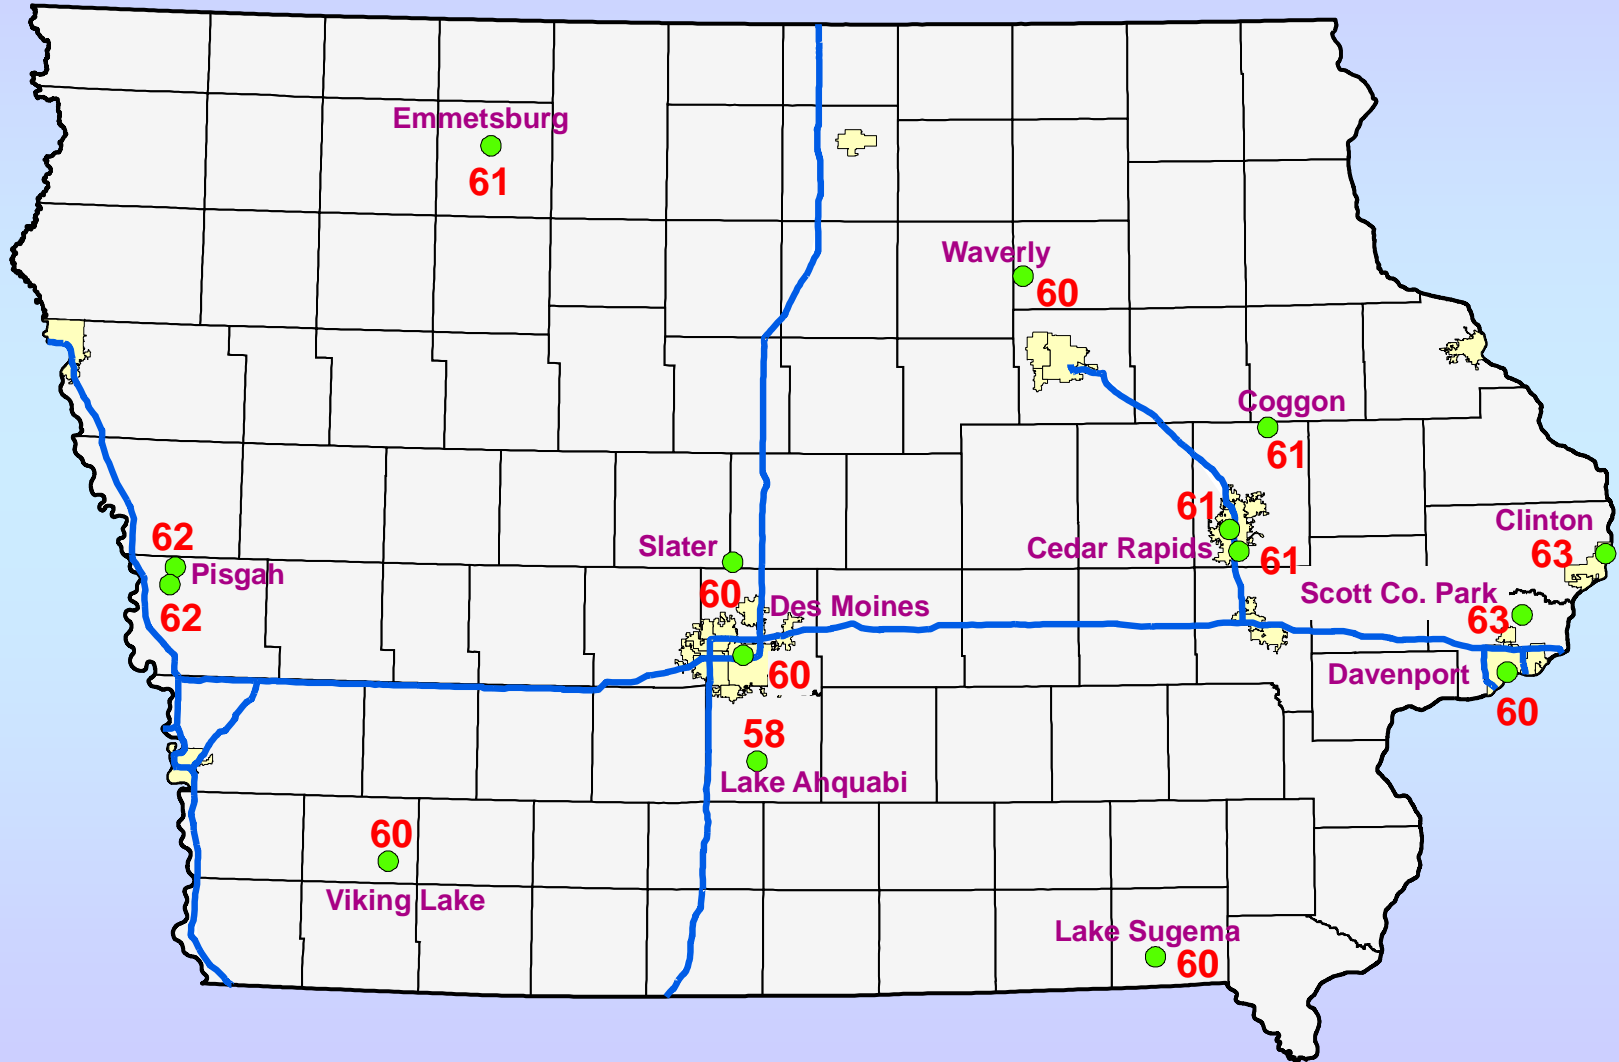 Emmetsburg
61
Waverly
60
Coggon
61
61
Cedar Rapids
61
Clinton
63
62
Pisgah
62
Slater
60
Des Moines
60
Scott Co. Park
63
Davenport
60
58
Lake Ahquabi
60
Viking Lake
Lake Sugema
60